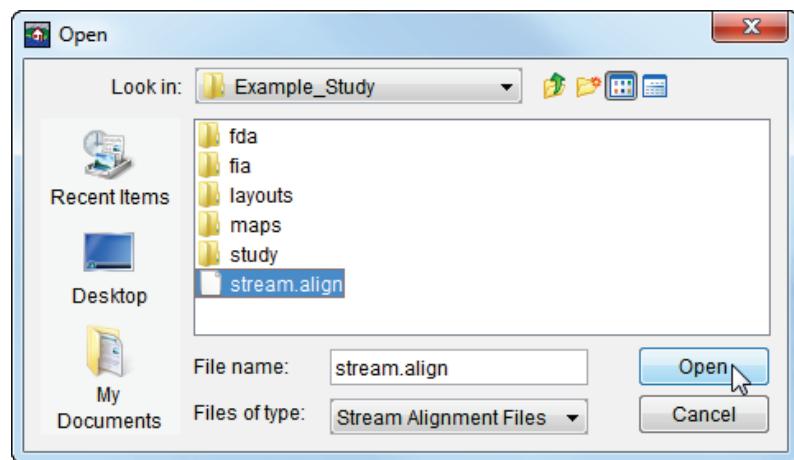 Open
Look in: Example_Study
fda
fia
layouts
maps
study
stream.align
Recent Items
Desktop
My
Documents
File name: stream.align
Open
Files of type: Stream Alignment Files
Cancel